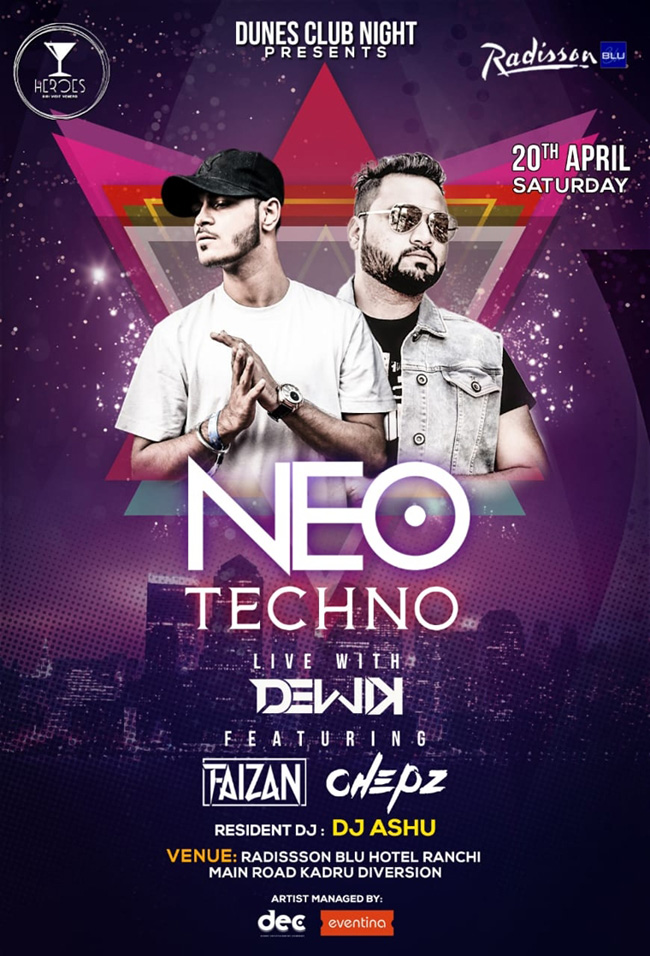 DUNES CLUB NIGHT
PRESENTS
HEROES
Radisson BLU
20TH APRIL
SATURDAY
NEO
TECHNO
LIVE WITH
DEWIK
FEATURING
FAIZAN CHEPZ
RESIDENT DJ : DJ ASHU
VENUE: RADISSSON BLU HOTEL RANCHI
MAIN ROAD KADRU DIVERSION
ARTIST MANAGED BY:
dec eventina